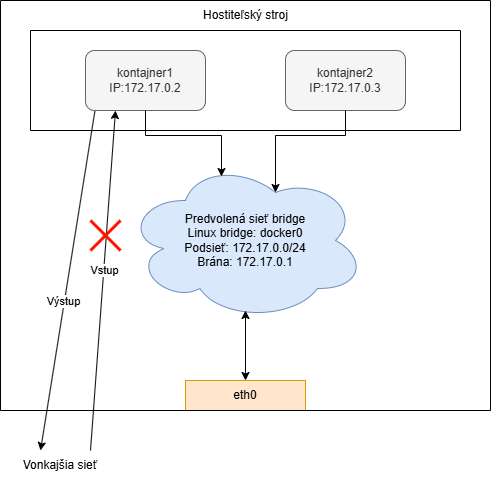 Hostiteľský stroj
kontajner1
IP:172.17.0.2
kontajner2
IP:172.17.0.3
Predvolená sieť bridge
Linux bridge: docker0
Podsieť: 172.17.0.0/24
Brána: 172.17.0.1
Vstup
Výstup
eth0
Vonkajšia sieť